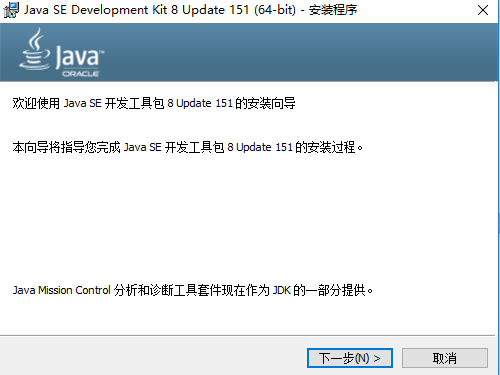 Java SE Development Kit 8 Update 151 (64-bit) - 安装程序
Java™
ORACLE
欢迎使用 Java SE 开发工具包 8 Update 151 的安装向导
本向导将指导您完成 Java SE 开发工具包 8 Update 151 的安装过程。
Java Mission Control 分析和诊断工具套件现在作为 JDK 的一部分提供。
下一步(N) >
取消